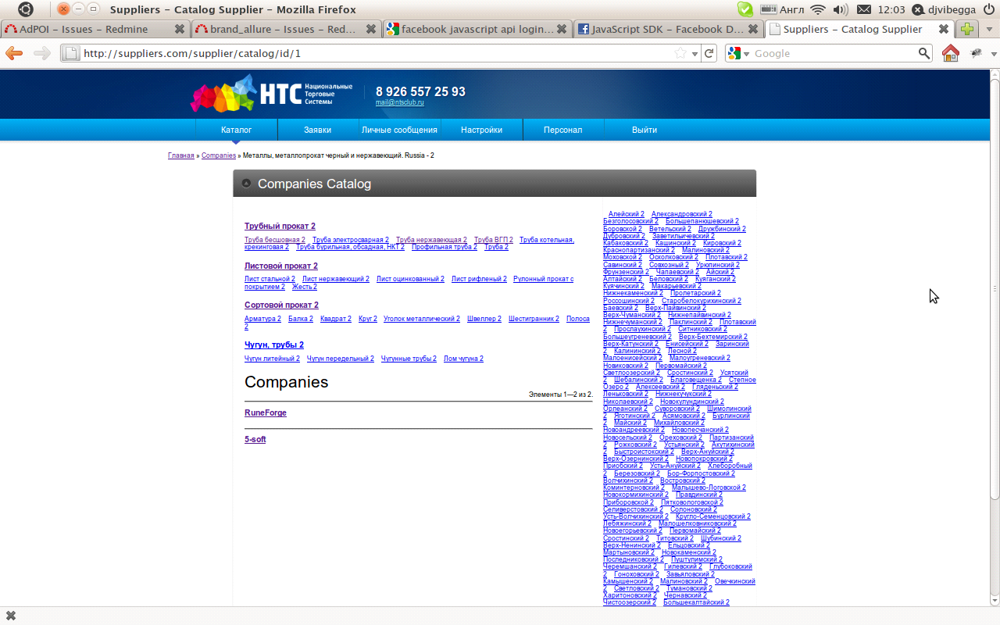 Suppliers - Catalog Supplier - Mozilla Firefox
Англ
12:03
djvibegga
AdPOI - Issues - Redmine
brand_allure - Issues - Red...
facebook javascript api login...
JavaScript SDK - Facebook D...
Suppliers - Catalog Supplier
http://suppliers.com/supplier/catalog/id/1
Google
НТС
Национальные
Торговые
Системы
8 926 557 25 93
mail@ntsclub.ru
Каталог
Заявки
Личные сообщения
Настройки
Персонал
Выйти
Главная » Companies » Металлы, металлопрокат черный и нержавеющий. Russia - 2
Companies Catalog
Трубный прокат 2
Труба бесшовная 2 Труба электросварная 2 Труба нержавеющая 2 Труба ВГП 2 Труба котельная,
крекинговая 2 Труба бурильная, обсадная, НКТ 2 Профильная труба 2 Труба 2
Листовой прокат 2
Лист стальной 2 Лист нержавеющий 2 Лист оцинкованный 2 Лист рифленый 2 Рулонный прокат с
покрытием 2 Жесть 2
Сортовой прокат 2
Арматура 2 Балка 2 Квадрат 2 Круг 2 Уголок металлический 2 Швеллер 2 Шестигранник 2 Полоса
2
Чугун, трубы 2
Чугун литейный 2 Чугун передельный 2 Чугунные трубы 2 Лом чугуна 2
Companies
Элементы 1—2 из 2.
RuneForge
5-soft
Алейский 2 Александровский 2
Безголосовский 2 Большепанюшевский 2
Боровской 2 Ветельский 2 Дружбинский 2
Дубровский 2 Заветильичевский 2
Кабаковский 2 Кашинский 2 Кировский 2
Краснопартизанский 2 Малиновский 2
Моховской 2 Осколковский 2 Плотавский 2
Савинский 2 Совхозный 2 Урюпинский 2
Фрунзенский 2 Чапаевский 2 Айский 2
Алтайский 2 Беловский 2 Куяганский 2
Куячинский 2 Макарьевский 2
Нижнекаменский 2 Пролетарский 2
Россошинский 2 Старобелокурихинский 2
Баевский 2 Верх-Пайвинский 2
Верх-Чуманский 2 Нижнепайвинский 2
Нижнечуманский 2 Паклинский 2 Плотавский
2 Прослаухинский 2 Ситниковский 2
Большеугреневский 2 Верх-Бехтемирский 2
Верх-Катунский 2 Енисейский 2 Заринский
2 Калининский 2 Лесной 2
Малоенисейский 2 Малоугреневский 2
Новиковский 2 Первомайский 2
Светлоозерский 2 Сростинский 2 Усятский
2 Шебалинский 2 Благовещенка 2 Степное
Озеро 2 Алексеевский 2 Гляденьский 2
Леньковский 2 Нижнекучукский 2
Николаевский 2 Новокулундинский 2
Орлеанский 2 Суворовский 2 Шимолинский
2 Яготинский 2 Асямовский 2 Бурлинский
2 Майский 2 Михайловский 2
Новоандреевский 2 Новопесчанский 2
Новосельский 2 Ореховский 2 Партизанский
2 Рожковский 2 Устьянский 2 Акутихинский
2 Быстроистокский 2 Верх-Ануйский 2
Верх-Озернинский 2 Новопокровский 2
Приобский 2 Усть-Ануйский 2 Хлеборобный
2 Березовский 2 Бор-Форпостовский 2
Волчихинский 2 Востровский 2
Коминтерновский 2 Малышево-Логовской 2
Новокормихинский 2 Правдинский 2
Приборовской 2 Пятковологовской 2
Селиверстовский 2 Солоновский 2
Усть-Волчихинский 2 Кругло-Семенцовский 2
Лебяжинский 2 Малошелковниковский 2
Новоегорьевский 2 Первомайский 2
Сростинский 2 Титовский 2 Шубинский 2
Верх-Ненинский 2 Ельцовский 2
Мартыновский 2 Новокаменский 2
Последниковский 2 Пуштулимский 2
Черемшанский 2 Гилевский 2 Глубоковский
2 Гоноховский 2 Завьяловский 2
Камышенский 2 Малиновский 2 Овечкинский
2 Светловский 2 Тумановский 2
Харитоновский 2 Чернавский 2
Чистоозерский 2 Большекалтайский 2